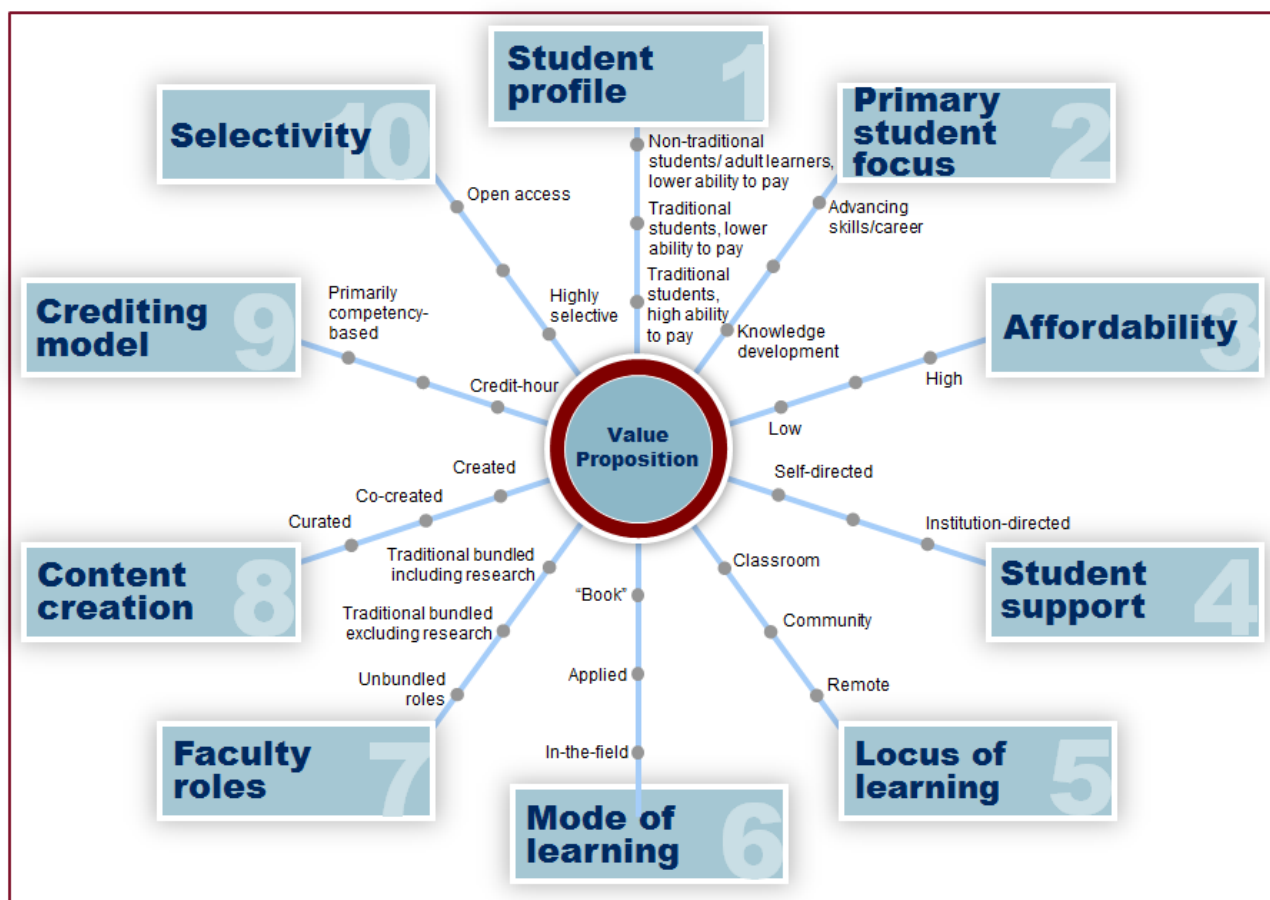 Student
profile
1
Non-traditional
students/ adult learners,
lower ability to pay
Traditional
students, lower
ability to pay
Traditional
students,
high ability
to pay
Primary
student
focus
2
Advancing
skills/career
Knowledge
development
Affordability
3
High
Low
Student
support
4
Self-directed
Institution-directed
Locus of
learning
5
Classroom
Community
Remote
Mode of
learning
6
“Book”
Applied
In-the-field
Faculty
roles
7
Traditional bundled
including research
Traditional bundled
excluding research
Unbundled
roles
Content
creation
8
Created
Co-created
Curated
Crediting
model
9
Primarily
competency-
based
Credit-hour
Selectivity
10
Open access
Highly
selective
Value
Proposition